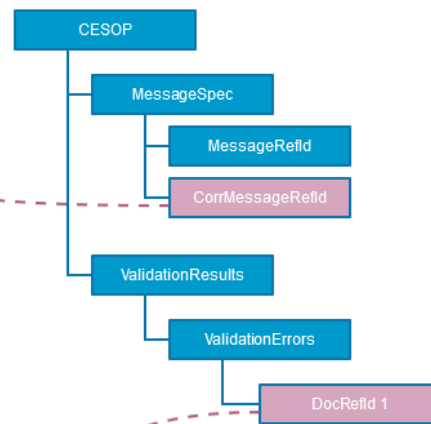 CESOP
MessageSpec
MessageRefId
CorrMessageRefId
ValidationResults
ValidationErrors
DocRefId 1